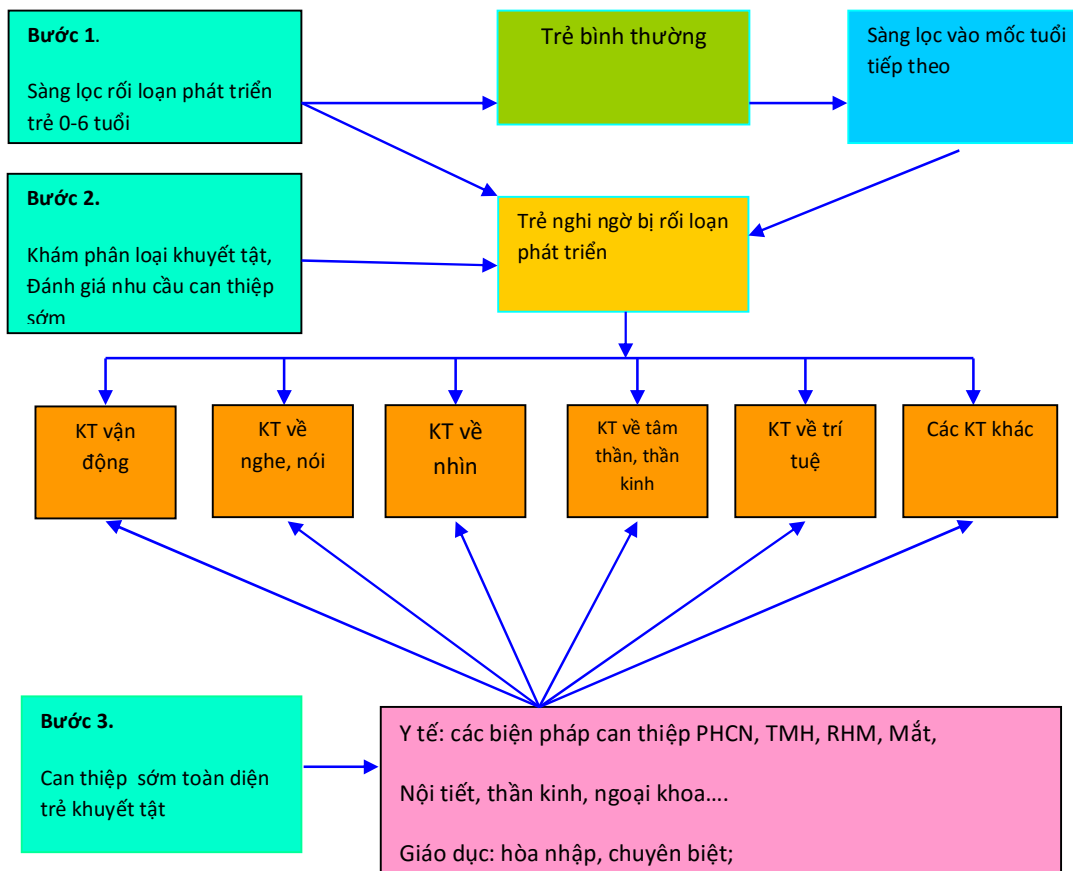 Bước 1.
Sàng lọc rối loạn phát triển
trẻ 0-6 tuổi
Trẻ bình thường
Sàng lọc vào mốc tuổi
tiếp theo
Bước 2.
Khám phân loại khuyết tật,
Đánh giá nhu cầu can thiệp
sớm
Trẻ nghi ngờ bị rối loạn
phát triển
KT vận
động
KT về
nghe, nói
KT về
nhìn
KT về tâm
thần, thần
kinh
KT về trí
tuệ
Các KT khác
Bước 3.
Can thiệp sớm toàn diện
trẻ khuyết tật
Y tế: các biện pháp can thiệp PHCN, TMH, RHM, Mắt,
Nội tiết, thần kinh, ngoại khoa....
Giáo dục: hòa nhập, chuyên biệt;